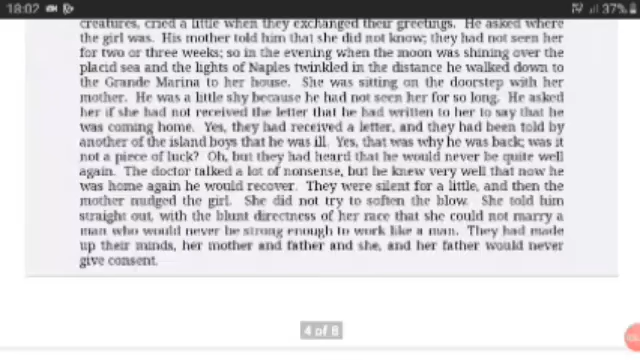 18:02
37%
creatures, cried a little when they exchanged their greetings. He asked where
the girl was. His mother told him that she did not know; they had not seen her
for two or three weeks; so in the evening when the moon was shining over the
placid sea and the lights of Naples twinkled in the distance he walked down to
the Grande Marina to her house. She was sitting on the doorstep with her
mother. He was a little shy because he had not seen her for so long. He asked
her if she had not received the letter that he had written to her to say that he
was coming home. Yes, they had received a letter, and they had been told by
another of the island boys that he was ill. Yes, that was why he was back; was it
not a piece of luck? Oh, but they had heard that he would never be quite well
again. The doctor talked a lot of nonsense, but he knew very well that now he
was home again he would recover. They were silent for a little, and then the
mother nudged the girl. She did not try to soften the blow. She told him
straight out, with the blunt directness of her race that she could not marry a
man who would never be strong enough to work like a man. They had made
up their minds, her mother and father and she, and her father would never
give consent.
4 of 8